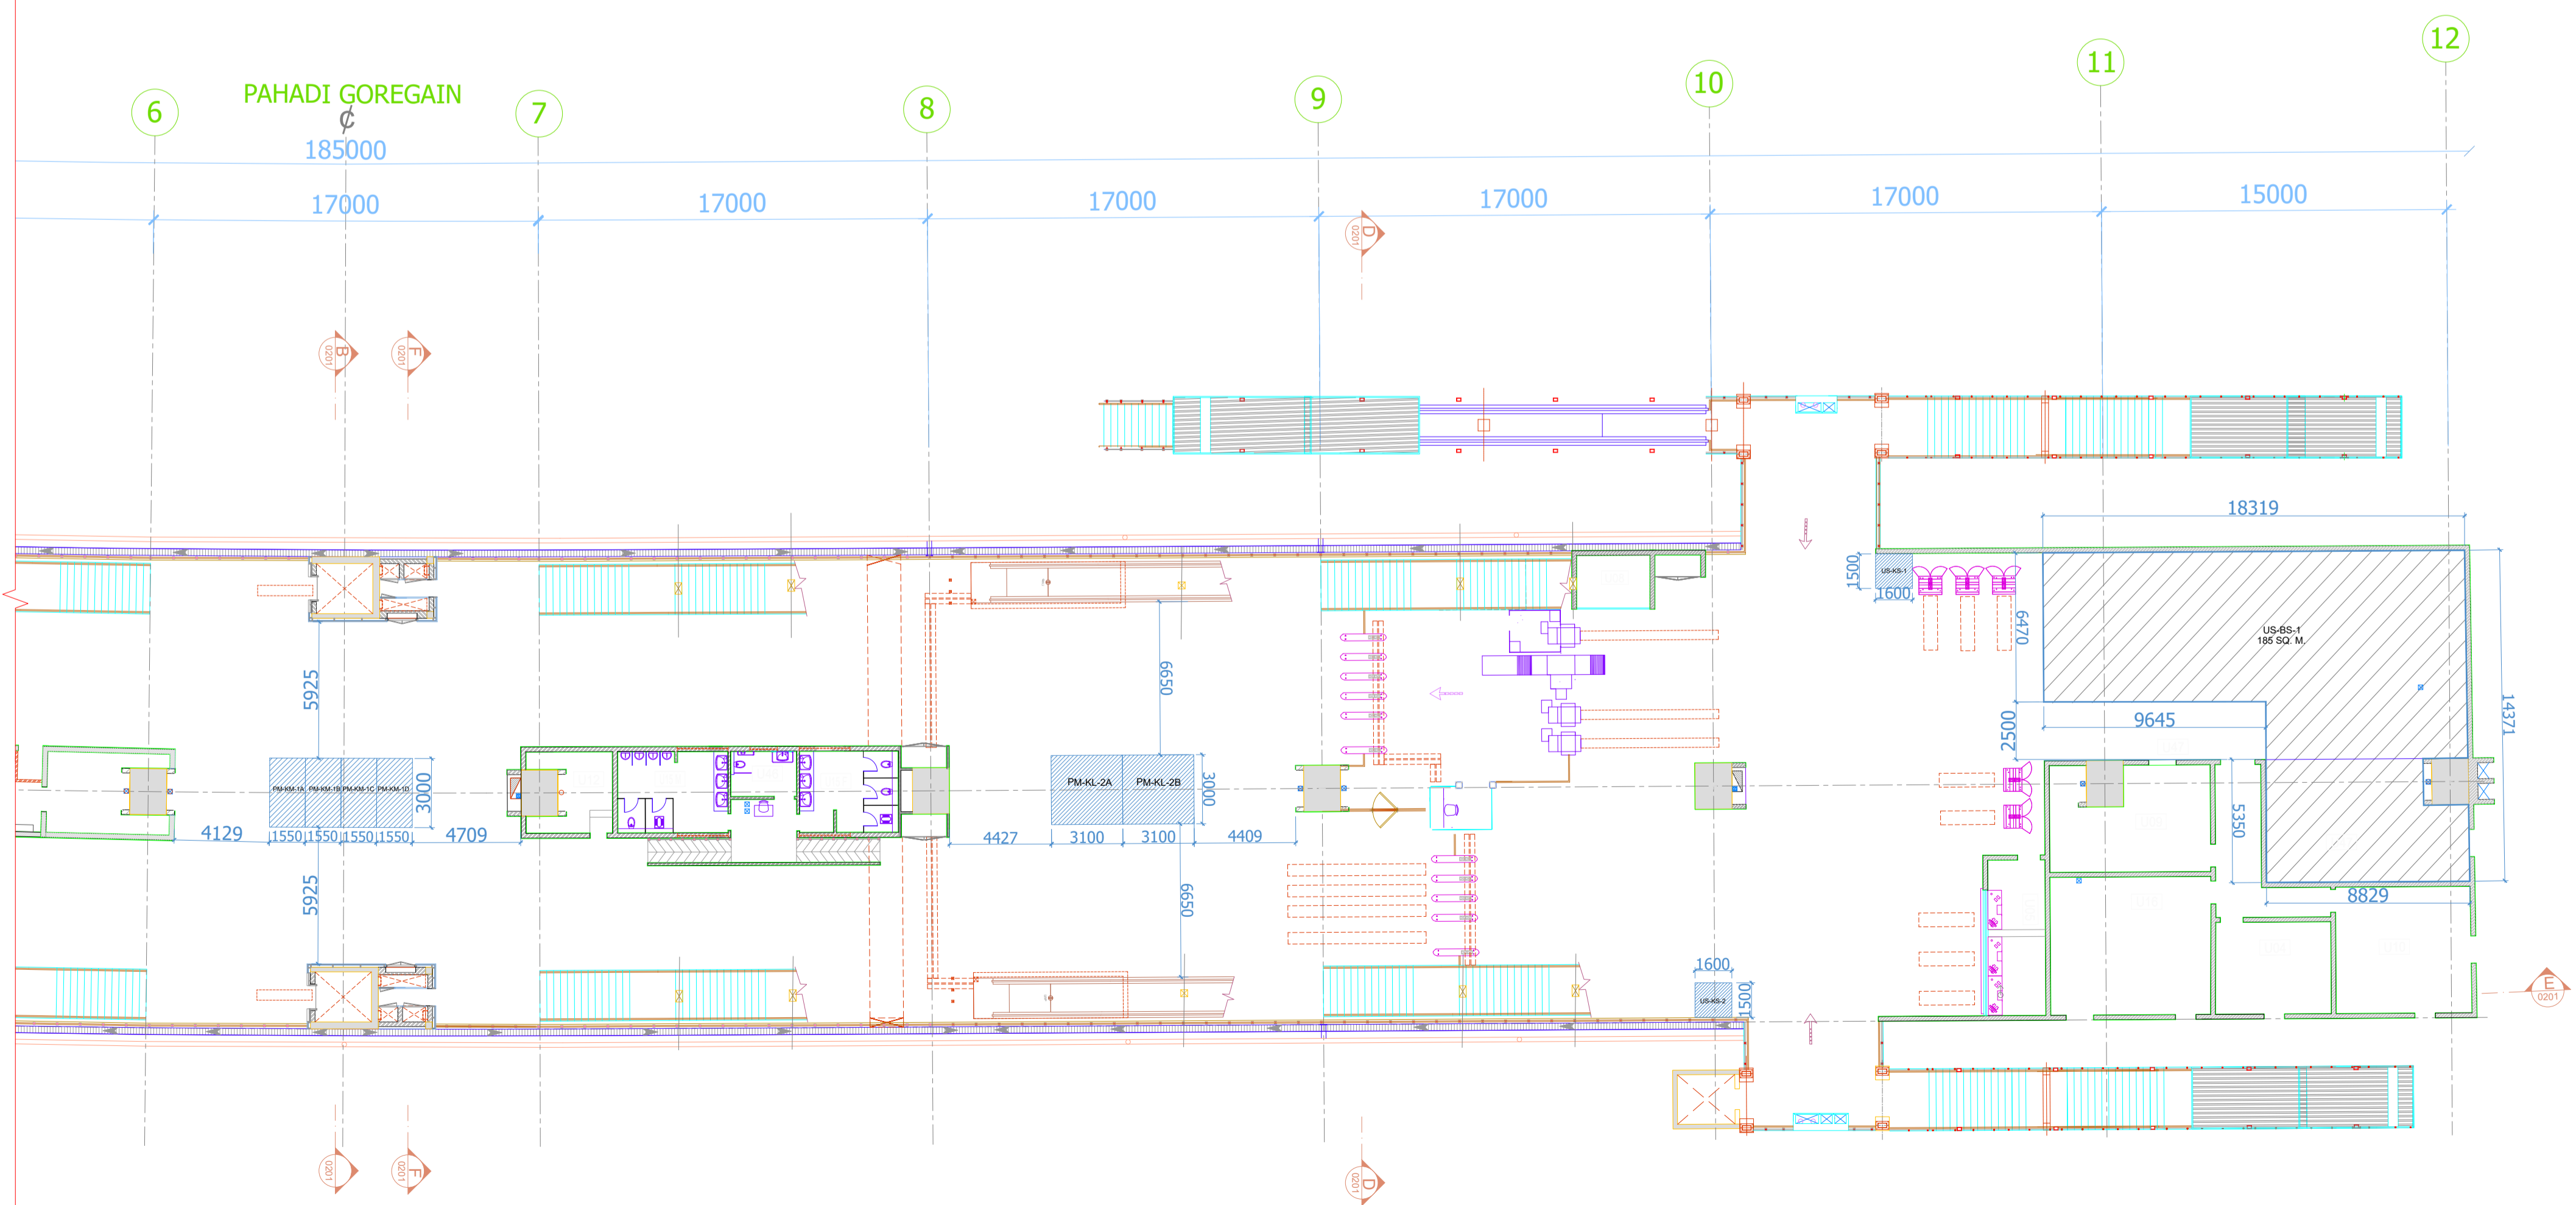 12
11
10
9
8
7
6
PAHADI GOREGAIN
₵
185000
17000
17000
17000
17000
17000
15000
D
0201
B
0201
F
0201
18319
1500
US-KS-1
1600
6470
US-BS-1
185 SQ. M.
5925
6650
14371
2500
9645
PM-KM-1A
PM-KM-1B
PM-KM-1C
PM-KM-1D
3000
PM-KL-2A
PM-KL-2B
3000
4129
1550
1550
1550
1550
4709
4427
3100
3100
4409
5350
5925
6650
8829
1600
US-KS-2
1500
E
0201
0201
F
0201
D
0201